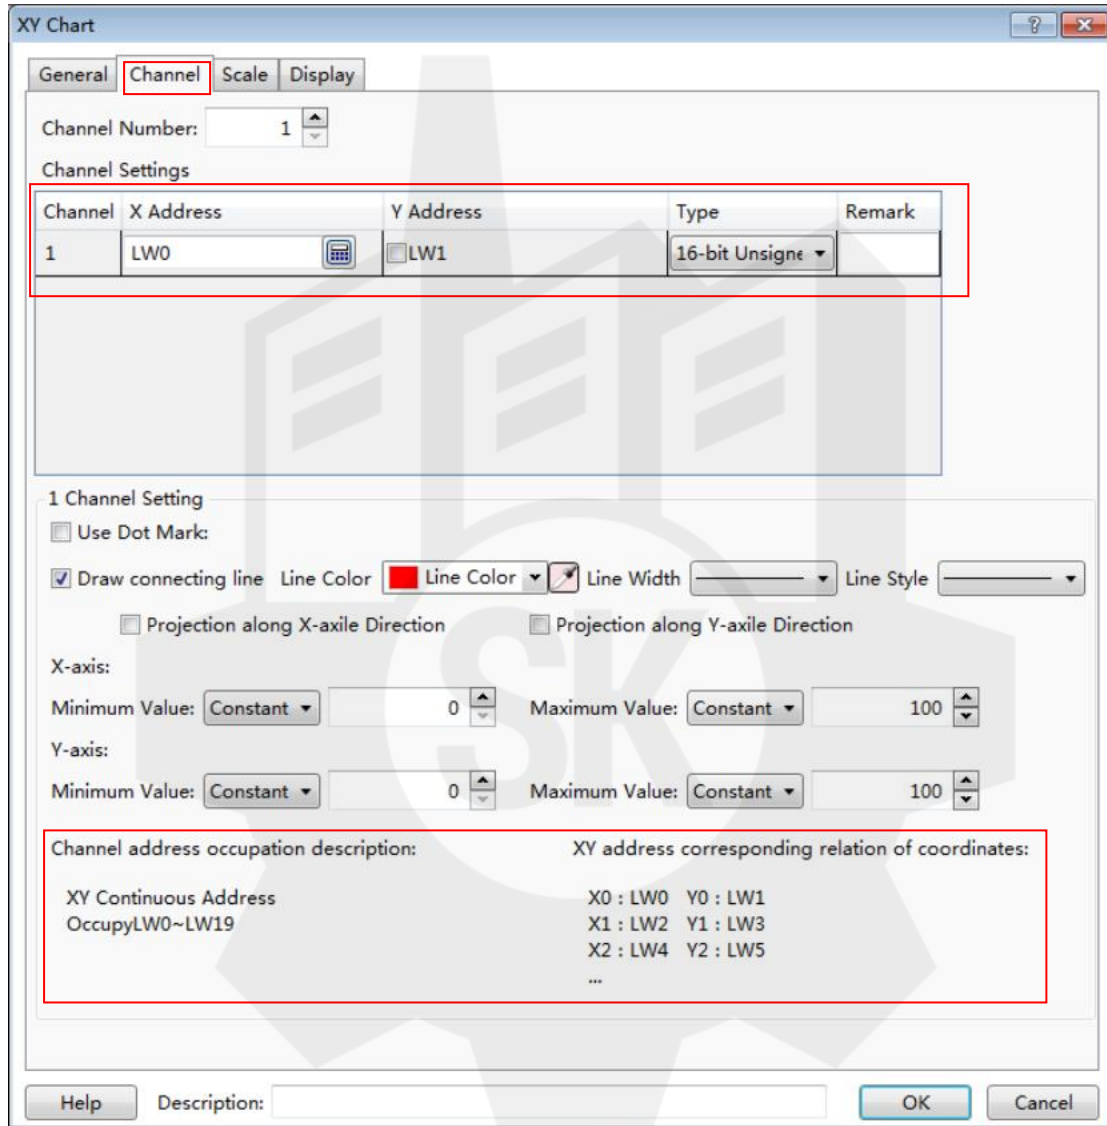 XY Chart
General Channel Scale Display
Channel Number: 1
Channel Settings
Channel X Address Y Address Type Remark
1 LW0 LW1 16-bit Unsigne
1 Channel Setting
Use Dot Mark:
Draw connecting line Line Color Line Color Line Width Line Style
Projection along X-axile Direction Projection along Y-axile Direction
X-axis:
Minimum Value: Constant 0 Maximum Value: Constant 100
Y-axis:
Minimum Value: Constant 0 Maximum Value: Constant 100
Channel address occupation description: XY address corresponding relation of coordinates:
XY Continuous Address X0 : LW0 Y0 : LW1
OccupyLW0~LW19 X1 : LW2 Y1 : LW3
X2 : LW4 Y2 : LW5
...
SK
Help Description: OK Cancel